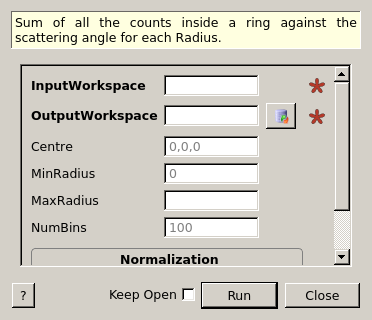 Sum of all the counts inside a ring against the
scattering angle for each Radius.
InputWorkspace
OutputWorkspace
Centre 0,0,0
MinRadius 0
MaxRadius
NumBins 100
Normalization
? Keep Open Run Close